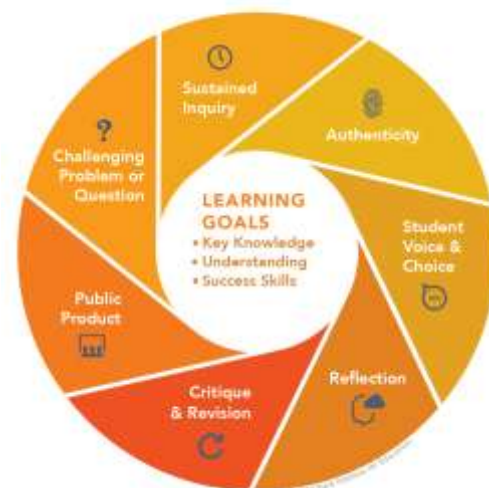 Sustained
Inquiry
Authenticity
Student
Voice &
Choice
Reflection
Critique
& Revision
Public
Product
?
Challenging
Problem or
Question
LEARNING
GOALS
• Key Knowledge
• Understanding
• Success Skills